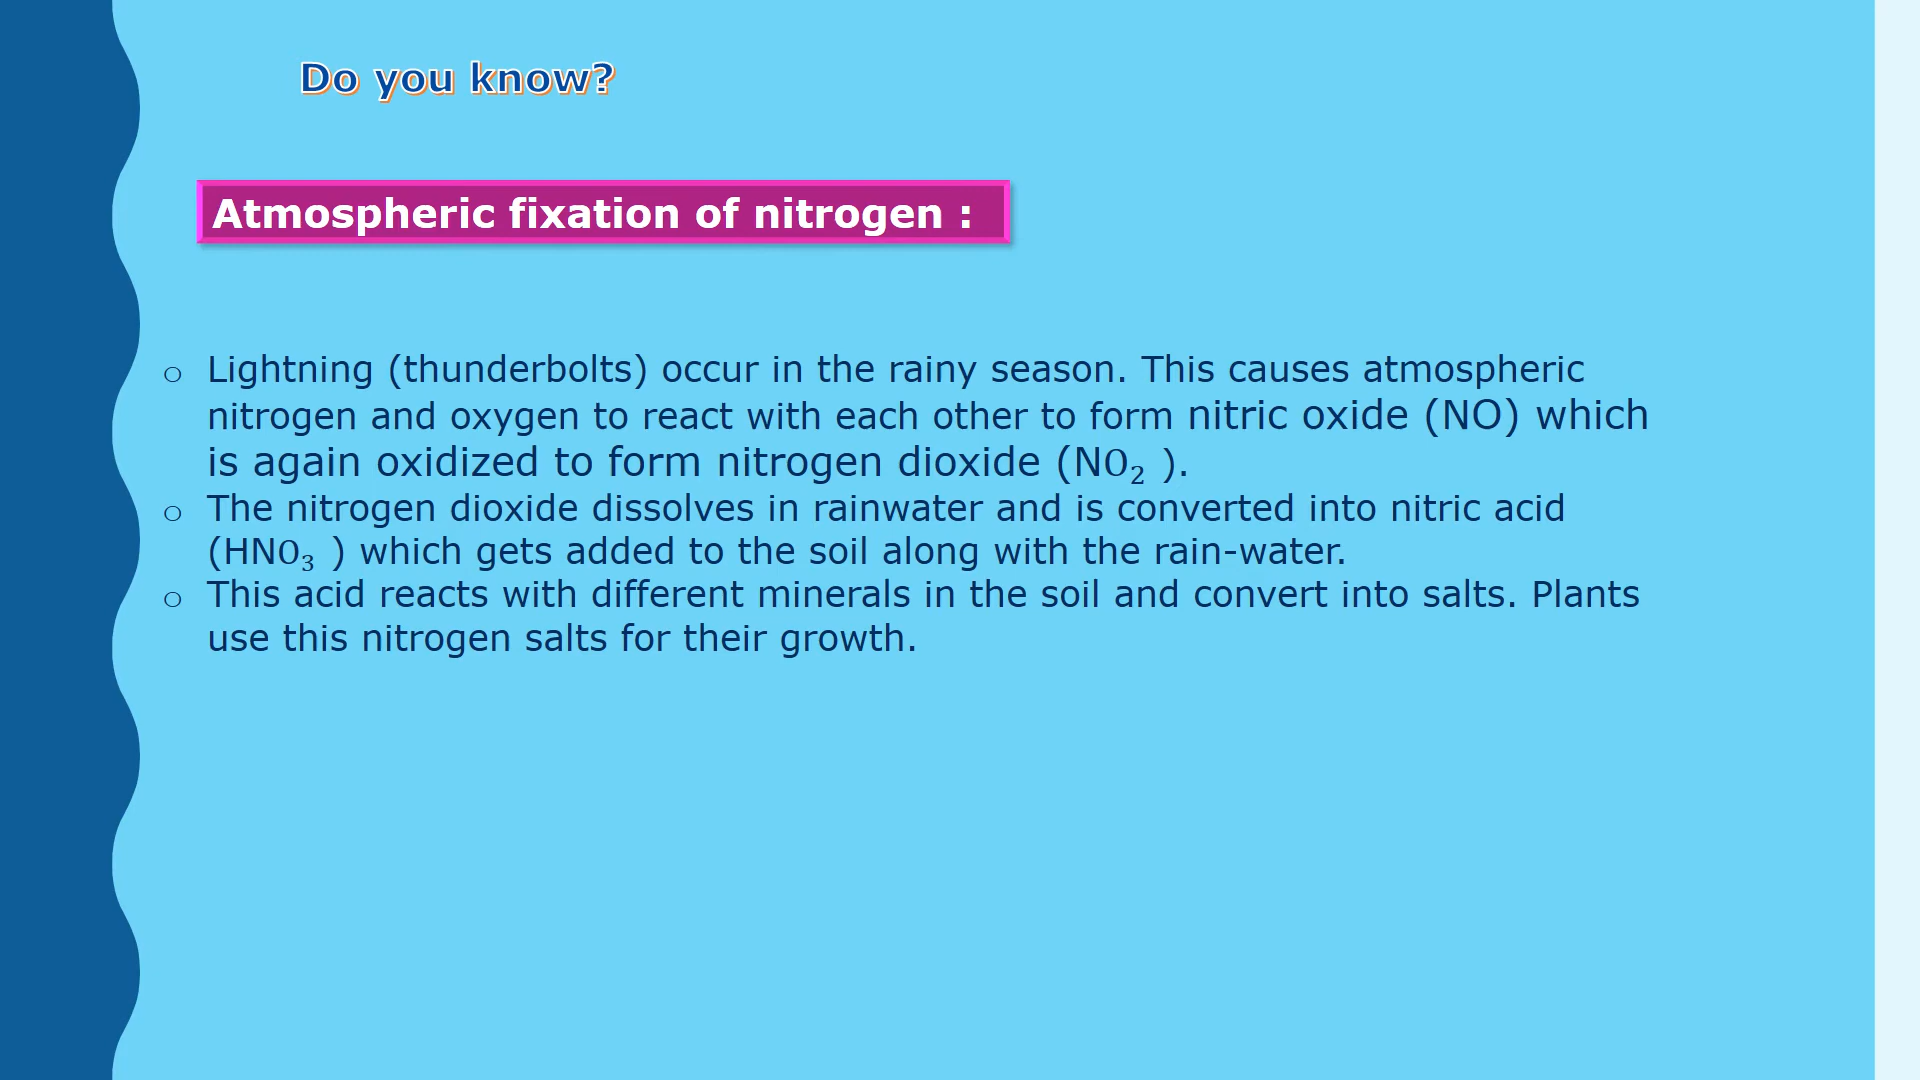 Do you know?
Atmospheric fixation of nitrogen :
○ Lightning (thunderbolts) occur in the rainy season. This causes atmospheric
nitrogen and oxygen to react with each other to form nitric oxide (NO) which
is again oxidized to form nitrogen dioxide (NO₂ ).
○ The nitrogen dioxide dissolves in rainwater and is converted into nitric acid
(HNO₃ ) which gets added to the soil along with the rain-water.
○ This acid reacts with different minerals in the soil and convert into salts. Plants
use this nitrogen salts for their growth.